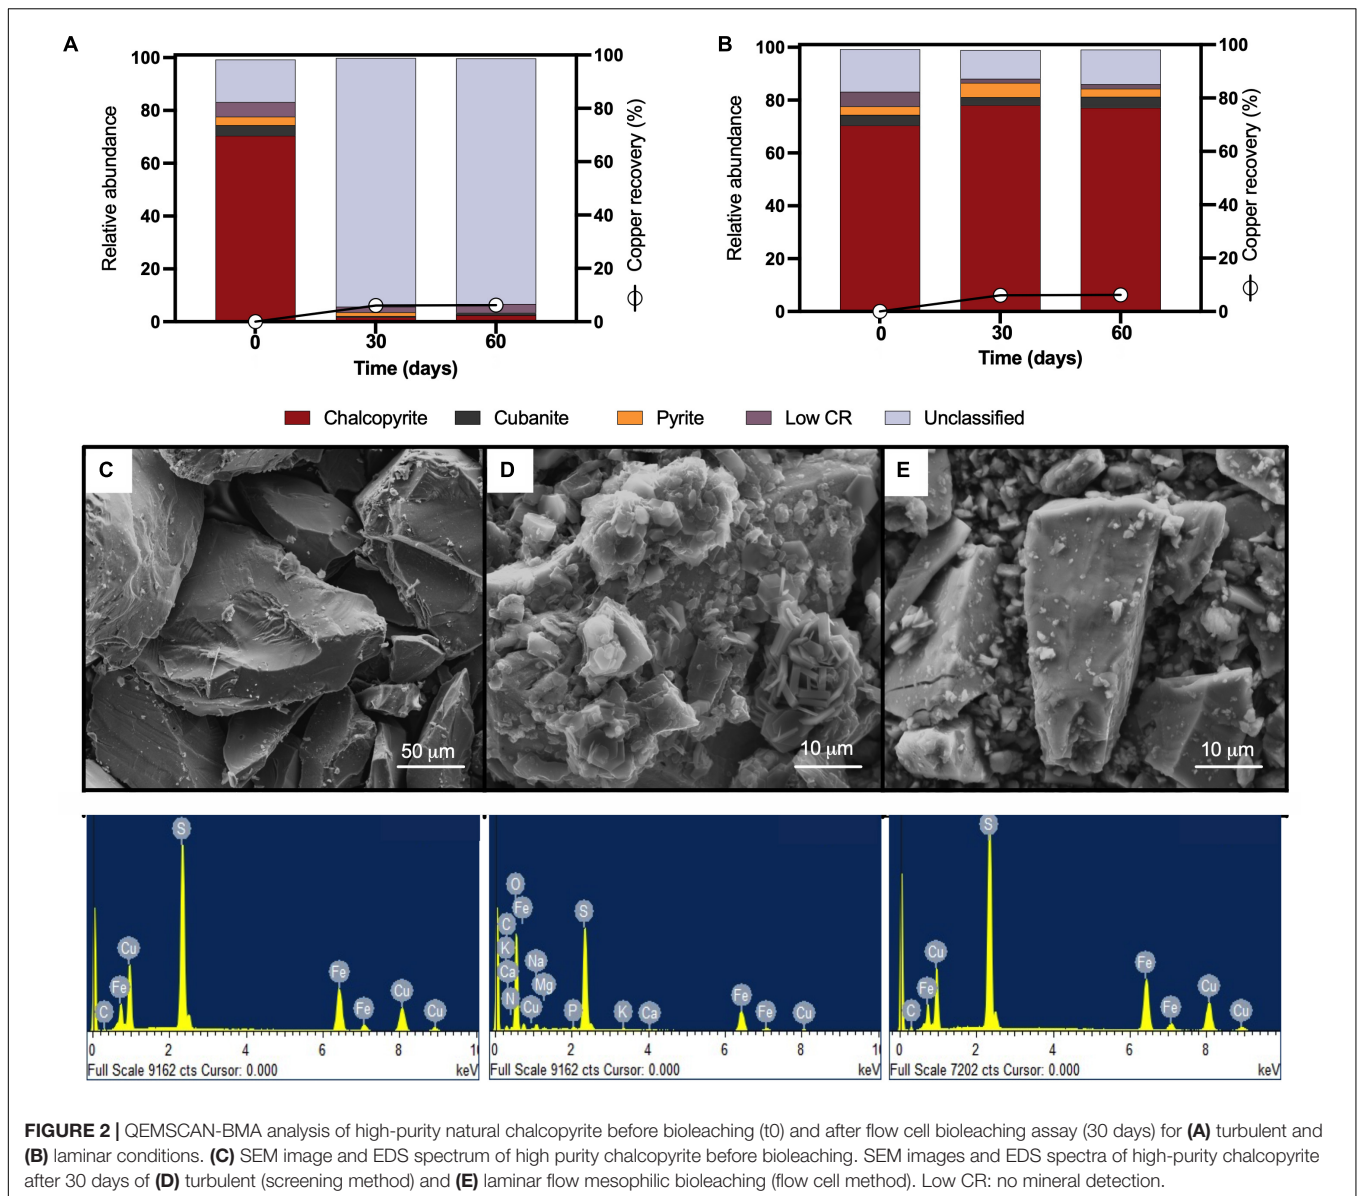 A
B
100
80
60
40
20
0
Relative abundance
100
80
60
40
20
0
Copper recovery (%)
0
30
60
Time (days)
100
80
60
40
20
0
Relative abundance
100
80
60
40
20
0
Copper recovery (%)
0
30
60
Time (days)
Chalcopyrite
Cubanite
Pyrite
Low CR
Unclassified
C
50 µm
D
10 µm
E
10 µm
S
Cu
Fe
C
Fe
Fe
Cu
Cu
0 2 4 6 8 10
Full Scale 9162 cts Cursor: 0.000 keV
O
Fe
C
K
Ca
N
Na
Mg
Cu
P
S
K
Ca
Fe
Fe
Cu
0 2 4 6 8 10
Full Scale 9162 cts Cursor: 0.000 keV
S
Cu
Fe
C
Fe
Fe
Cu
Cu
0 2 4 6 8
Full Scale 7202 cts Cursor: 0.000 keV
FIGURE 2 | QEMSCAN-BMA analysis of high-purity natural chalcopyrite before bioleaching (t0) and after flow cell bioleaching assay (30 days) for (A) turbulent and
(B) laminar conditions. (C) SEM image and EDS spectrum of high purity chalcopyrite before bioleaching. SEM images and EDS spectra of high-purity chalcopyrite
after 30 days of (D) turbulent (screening method) and (E) laminar flow mesophilic bioleaching (flow cell method). Low CR: no mineral detection.